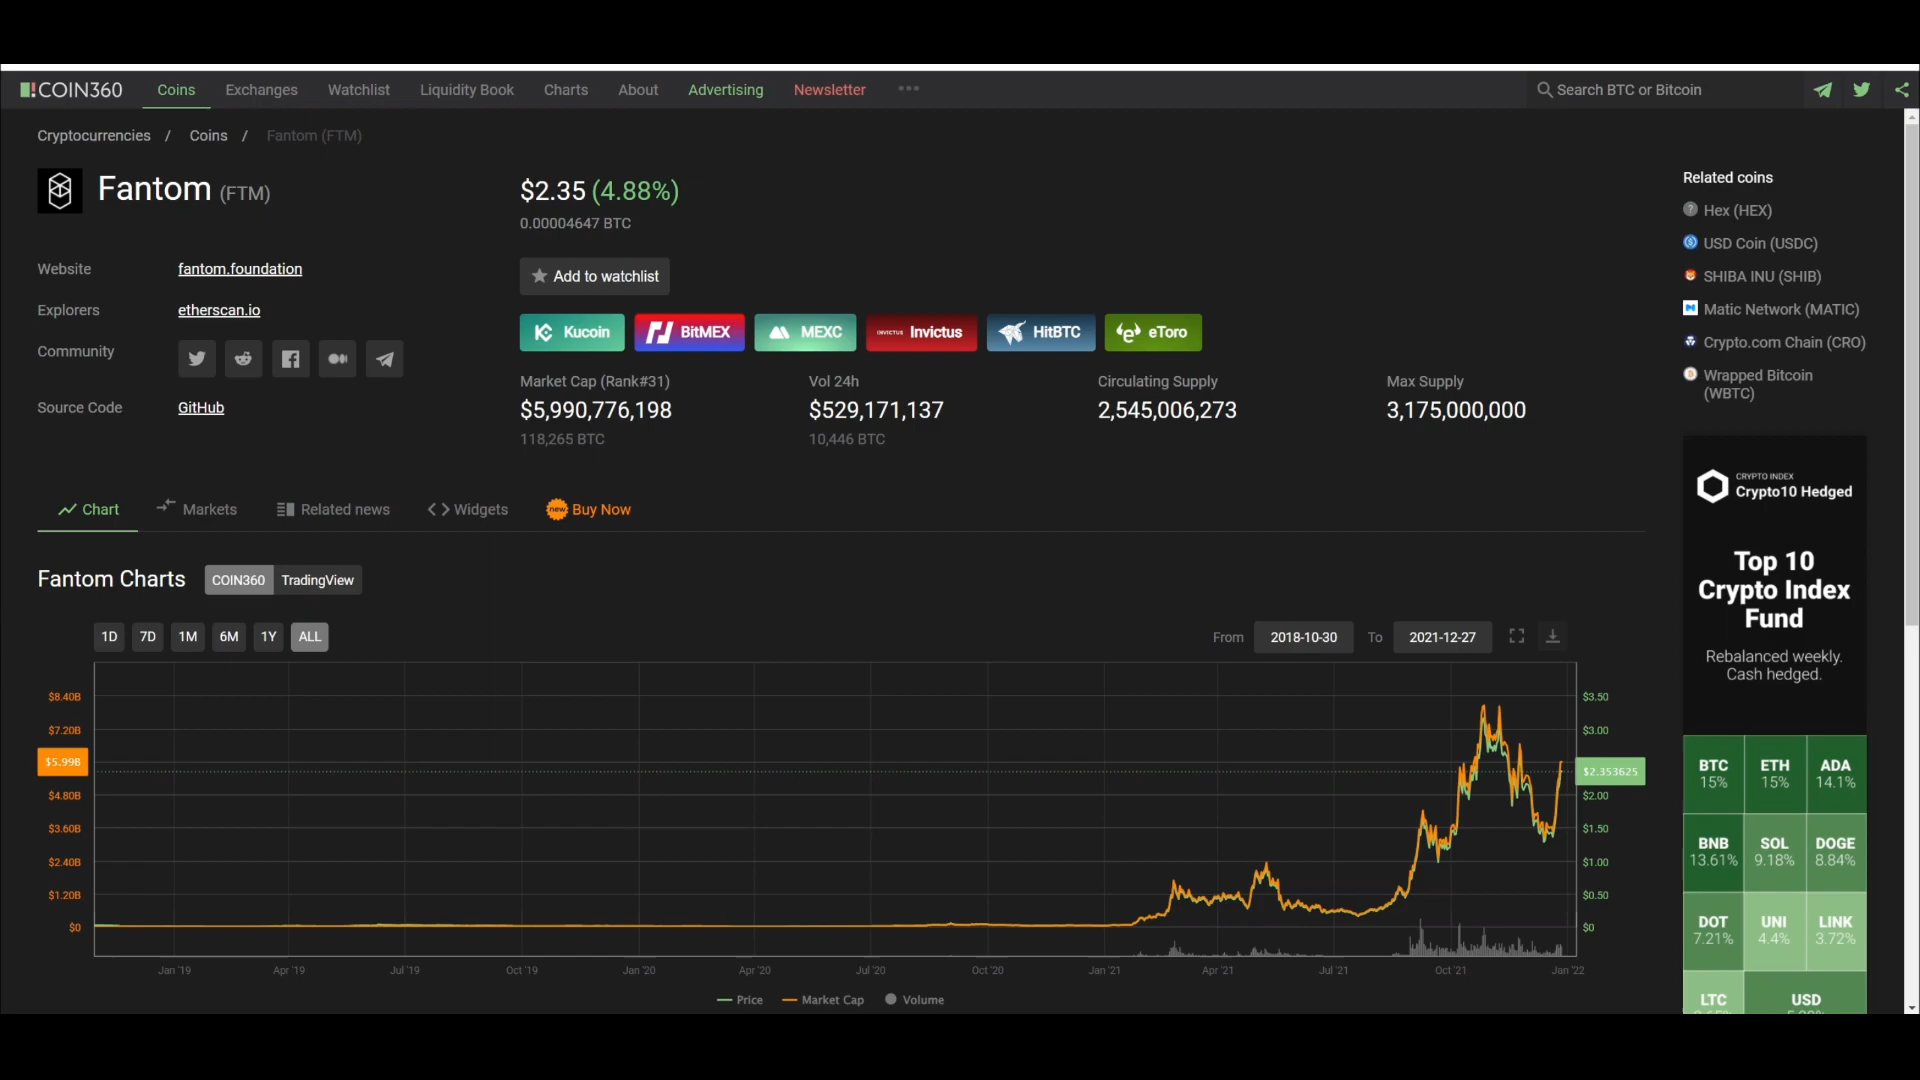 COIN360 Coins Exchanges Watchlist Liquidity Book Charts About Advertising Newsletter ••• Search BTC or Bitcoin
Cryptocurrencies / Coins / Fantom (FTM)
Fantom (FTM)
$2.35 (4.88%)
0.00004647 BTC
Website fantom.foundation
Explorers etherscan.io
Community
Source Code GitHub
Add to watchlist
Kucoin BitMEX MEXC INVICTUS Invictus HitBTC eToro
Market Cap (Rank#31) Vol 24h Circulating Supply Max Supply
$5,990,776,198 $529,171,137 2,545,006,273 3,175,000,000
118,265 BTC 10,446 BTC
Related coins
Hex (HEX)
USD Coin (USDC)
SHIBA INU (SHIB)
Matic Network (MATIC)
Crypto.com Chain (CRO)
Wrapped Bitcoin
(WBTC)
Chart Markets Related news Widgets new Buy Now
Fantom Charts COIN360 TradingView
1D 7D 1M 6M 1Y ALL
From 2018-10-30 To 2021-12-27
$8.40B
$7.20B
$5.99B
$4.80B
$3.60B
$2.40B
$1.20B
$0
$3.50
$3.00
$2.353625
$2.00
$1.50
$1.00
$0.50
$0
Jan '19 Apr '19 Jul '19 Oct '19 Jan '20 Apr '20 Jul '20 Oct '20 Jan '21 Apr '21 Jul '21 Oct '21 Jan '22
Price Market Cap Volume
CRYPTO INDEX
Crypto10 Hedged
Top 10
Crypto Index
Fund
Rebalanced weekly.
Cash hedged.
BTC ETH ADA
15% 15% 14.1%
BNB SOL DOGE
13.61% 9.18% 8.84%
DOT UNI LINK
7.21% 4.4% 3.72%
LTC USD